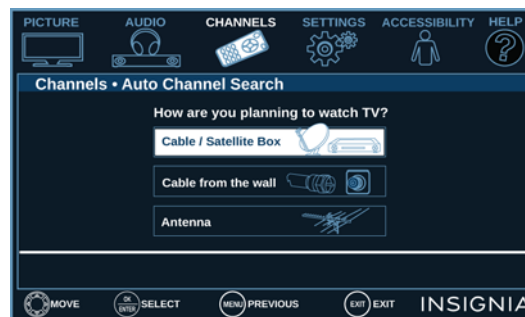 PICTURE AUDIO CHANNELS SETTINGS ACCESSIBILITY HELP
?
Channels • Auto Channel Search
How are you planning to watch TV?
Cable / Satellite Box
Cable from the wall
Antenna
MOVE OK ENTER SELECT MENU PREVIOUS EXIT EXIT INSIGNIA